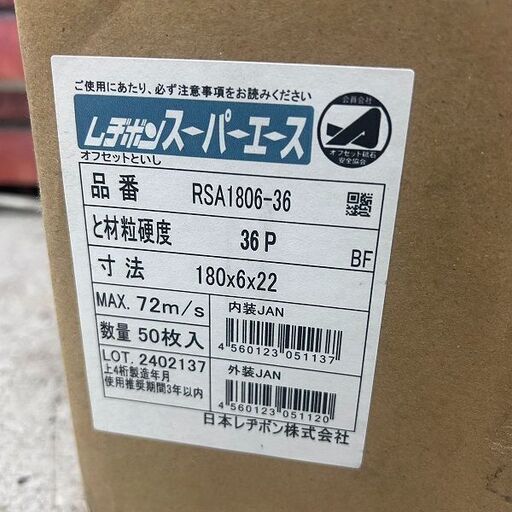 ご使用にあたり、必ず注意事項をお読みください
レヂボンスーパーエース
オフセットといし
会員会社
オフセット砥石
安全協会
品番 RSA1806-36
と材粒硬度 36P
BF
寸法 180x6x22
MAX. 72m/s
数量 50枚入
LOT. 2402137
上4桁製造年月
使用推奨期間3年以内
内装JAN
4 560123 051137
外装JAN
4 560123 051120
日本レヂボン株式会社